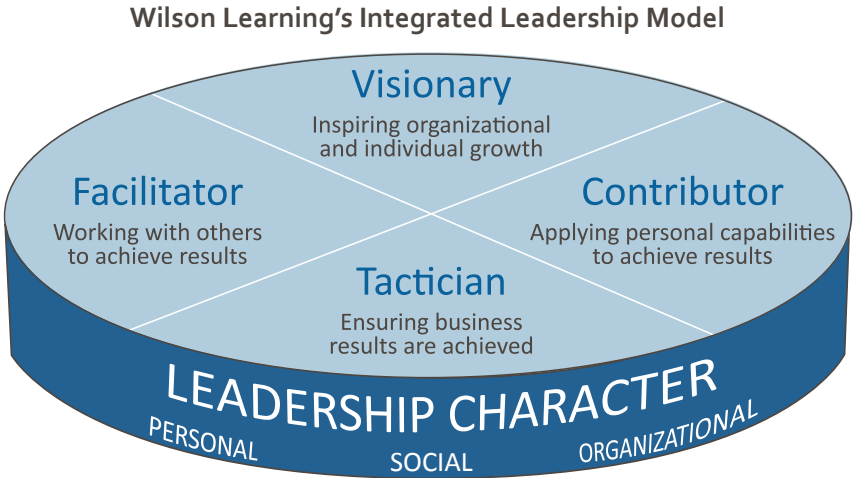 Wilson Learning’s Integrated Leadership Model
Visionary
Inspiring organizational
and individual growth
Facilitator
Working with others
to achieve results
Contributor
Applying personal capabilities
to achieve results
Tactician
Ensuring business
results are achieved
LEADERSHIP CHARACTER
PERSONAL
SOCIAL
ORGANIZATIONAL